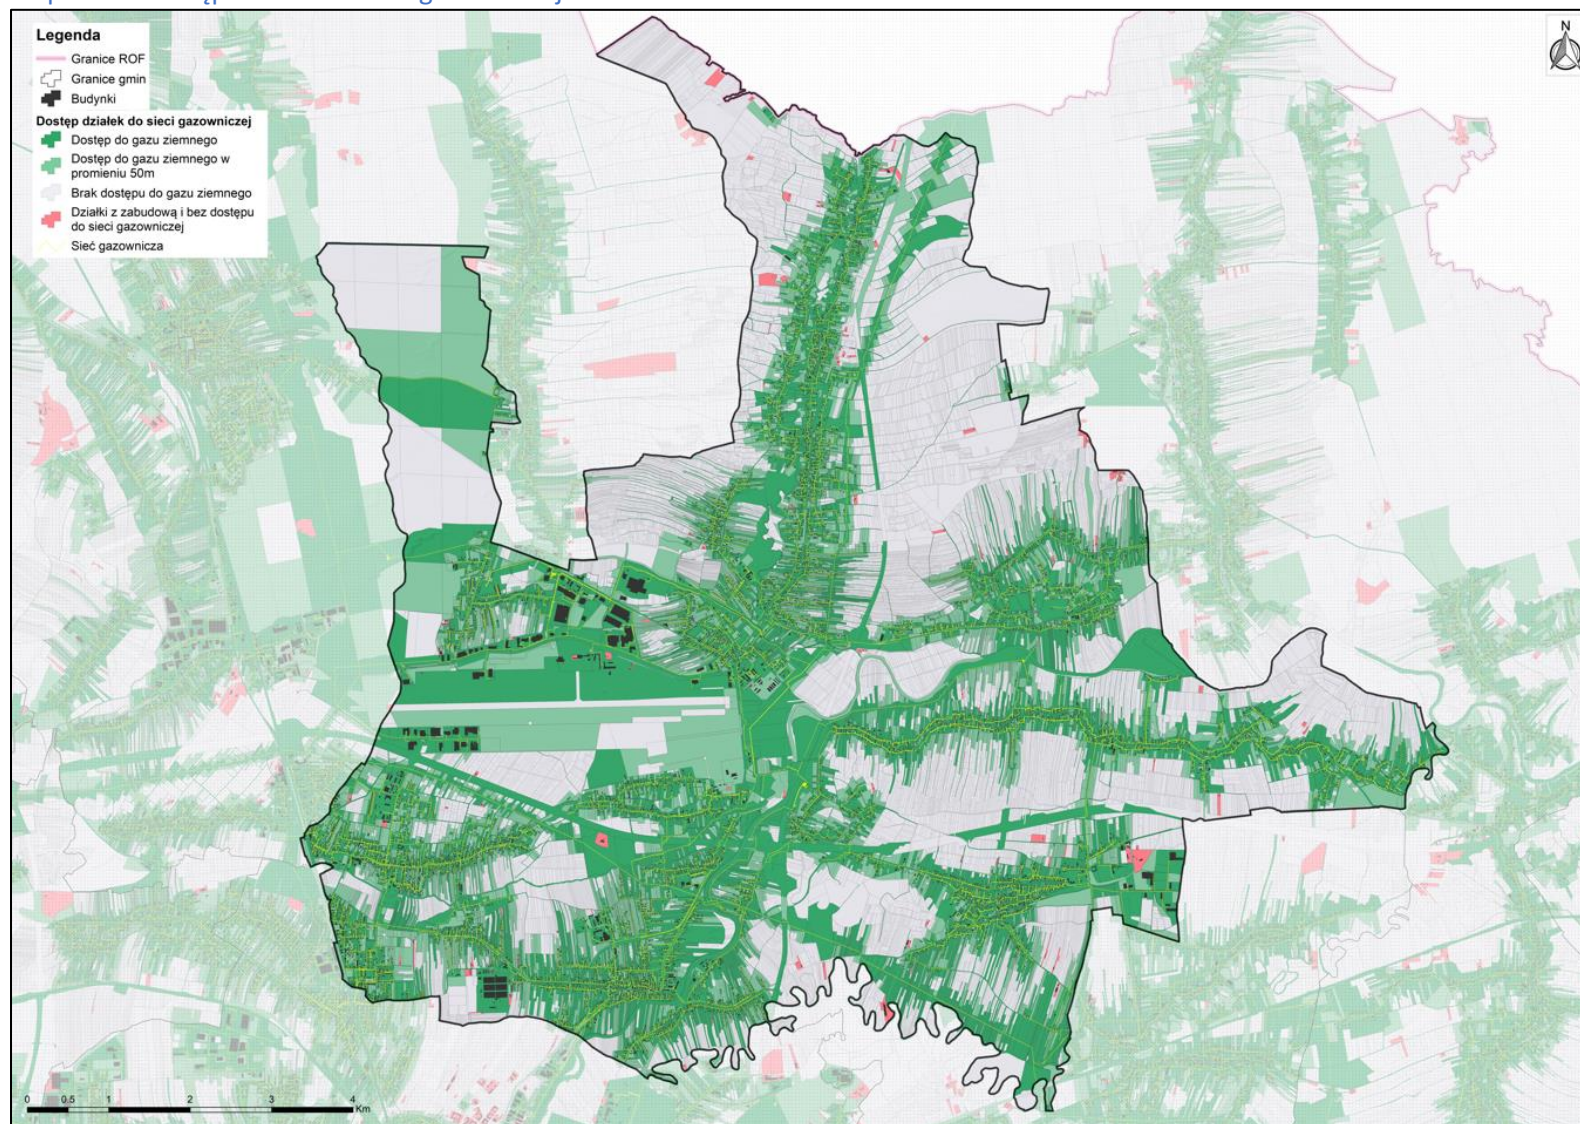 Legenda
Granice ROF
Granice gmin
Budynki
Dostęp działek do sieci gazowniczej
Dostęp do gazu ziemnego
Dostęp do gazu ziemnego w
promieniu 50m
Brak dostępu do gazu ziemnego
Działki z zabudową i bez dostępu
do sieci gazowniczej
Sieć gazownicza
N
0 0.5 1 2 3 4
Km